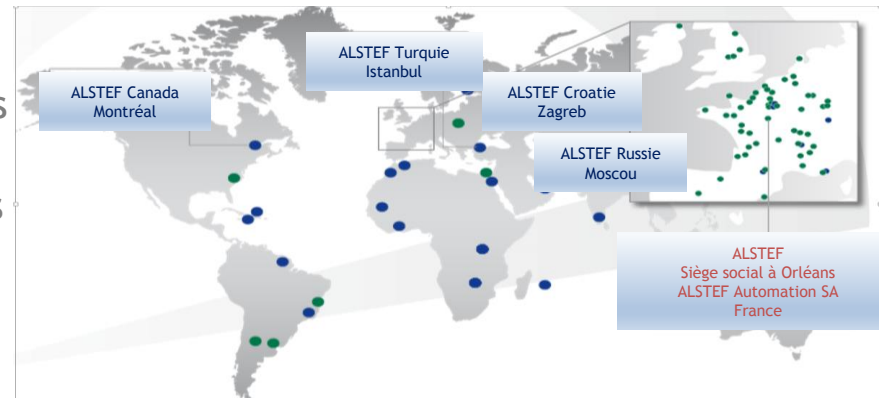 ALSTEF Turquie
Istanbul
ALSTEF Canada
Montréal
ALSTEF Croatie
Zagreb
ALSTEF Russie
Moscou
ALSTEF
Siège social à Orléans
ALSTEF Automation SA
France
S
S